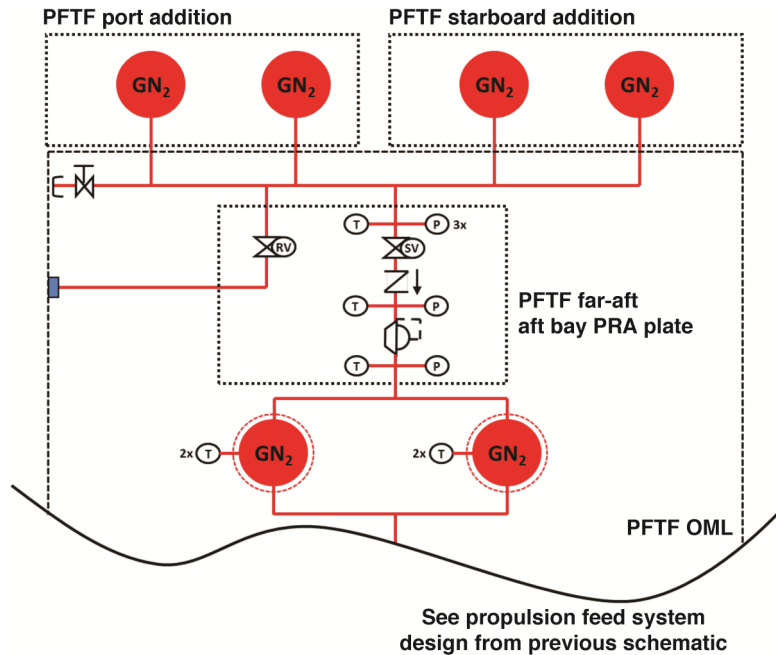 PFTF port addition
PFTF starboard addition
GN2
GN2
GN2
GN2
T
P
3x
RV
SV
T
P
PFTF far-aft
aft bay PRA plate
T
P
2x
T
GN2
2x
T
GN2
PFTF OML
See propulsion feed system
design from previous schematic